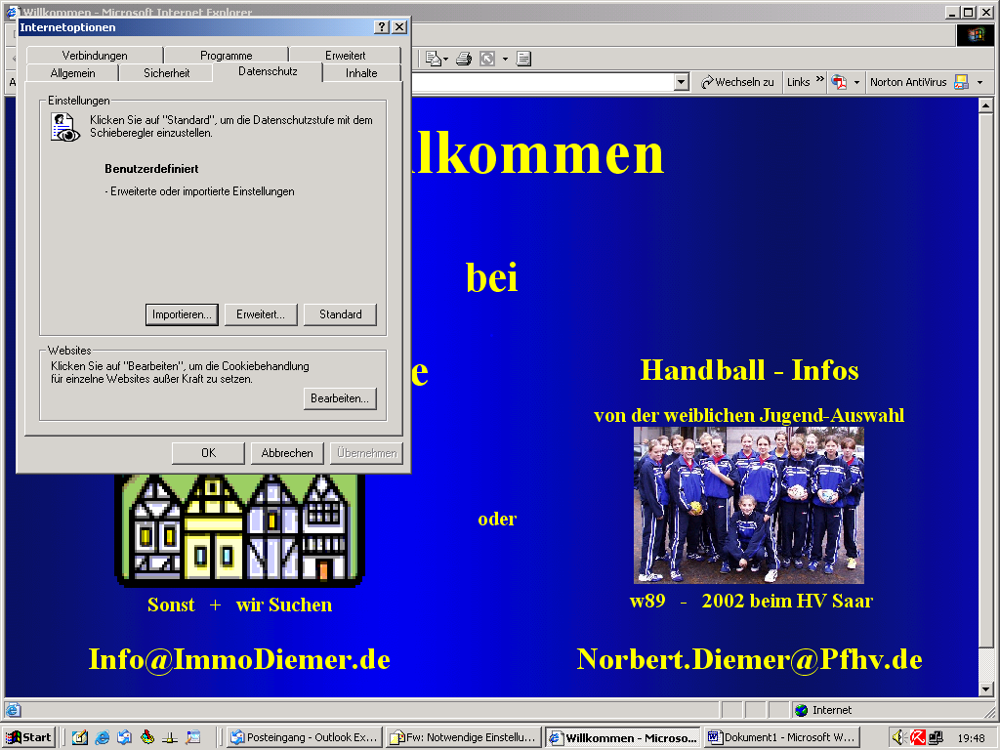 Willkommen - Microsoft Internet Explorer
Internetoptionen
Verbindungen Programme Erweitert
Allgemein Sicherheit Datenschutz Inhalte
Einstellungen
Klicken Sie auf "Standard", um die Datenschutzstufe mit dem
Schieberegler einzustellen.
Benutzerdefiniert
- Erweiterte oder importierte Einstellungen
Importieren... Erweitert... Standard
Websites
Klicken Sie auf "Bearbeiten", um die Cookiebehandlung
für einzelne Websites außer Kraft zu setzen.
Bearbeiten...
OK Abbrechen Übernehmen
A
Wechseln zu Links » Norton AntiVirus
lkommen
bei
e
Handball - Infos
von der weiblichen Jugend-Auswahl
oder
Sonst + wir Suchen
w89 - 2002 beim HV Saar
Info@ImmoDiemer.de
Norbert.Diemer@Pfhv.de
Internet
Start Posteingang - Outlook Ex... Fw: Notwendige Einstellu... Willkommen - Microso... Dokument1 - Microsoft W... 19:48